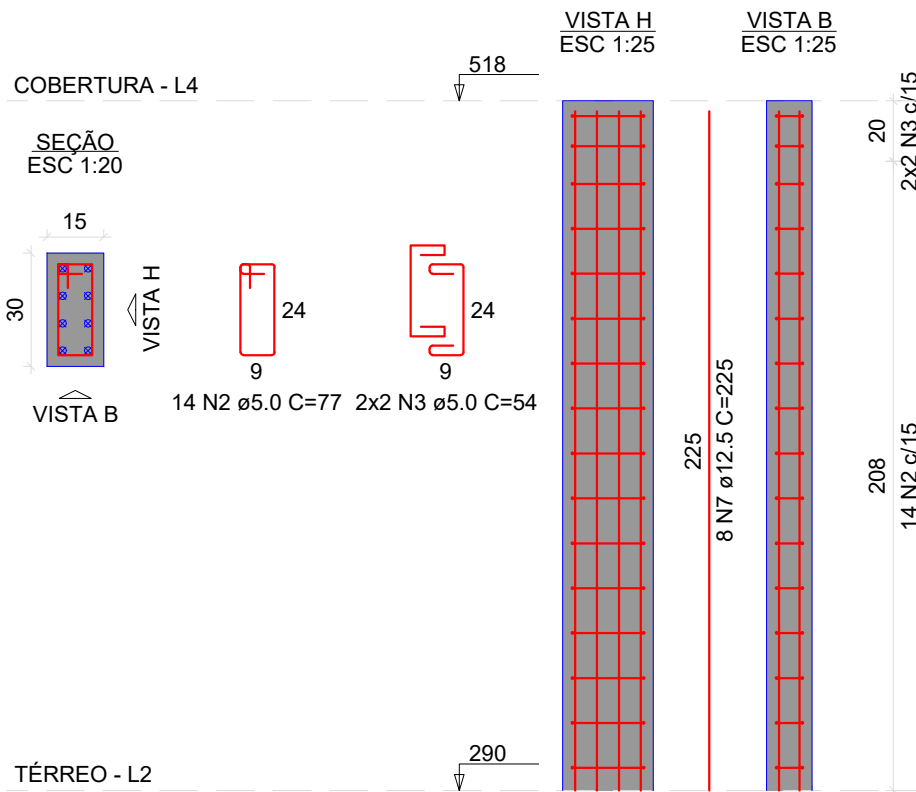 VISTA H
ESC 1:25
VISTA B
ESC 1:25
COBERTURA - L4
518
SEÇÃO
ESC 1:20
15
30
VISTA H
VISTA B
24
9
14 N2 ø5.0 C=77
24
9
2x2 N3 ø5.0 C=54
225
8 N7 ø12.5 C=225
20
2x2 N3 c/15
208
14 N2 c/15
TÉRREO - L2
290